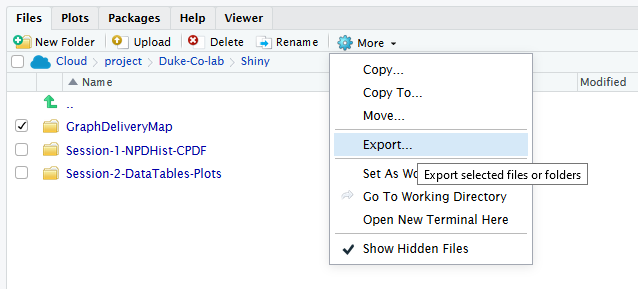 Files Plots Packages Help Viewer
New Folder Upload Delete Rename More
Cloud project Duke-Co-lab Shiny
Name Modified
..
GraphDeliveryMap
Session-1-NPDHist-CPDF
Session-2-DataTables-Plots
Copy...
Copy To...
Move...
Export...
Export selected files or folders
Set As Wo
Go To Working Directory
Open New Terminal Here
Show Hidden Files